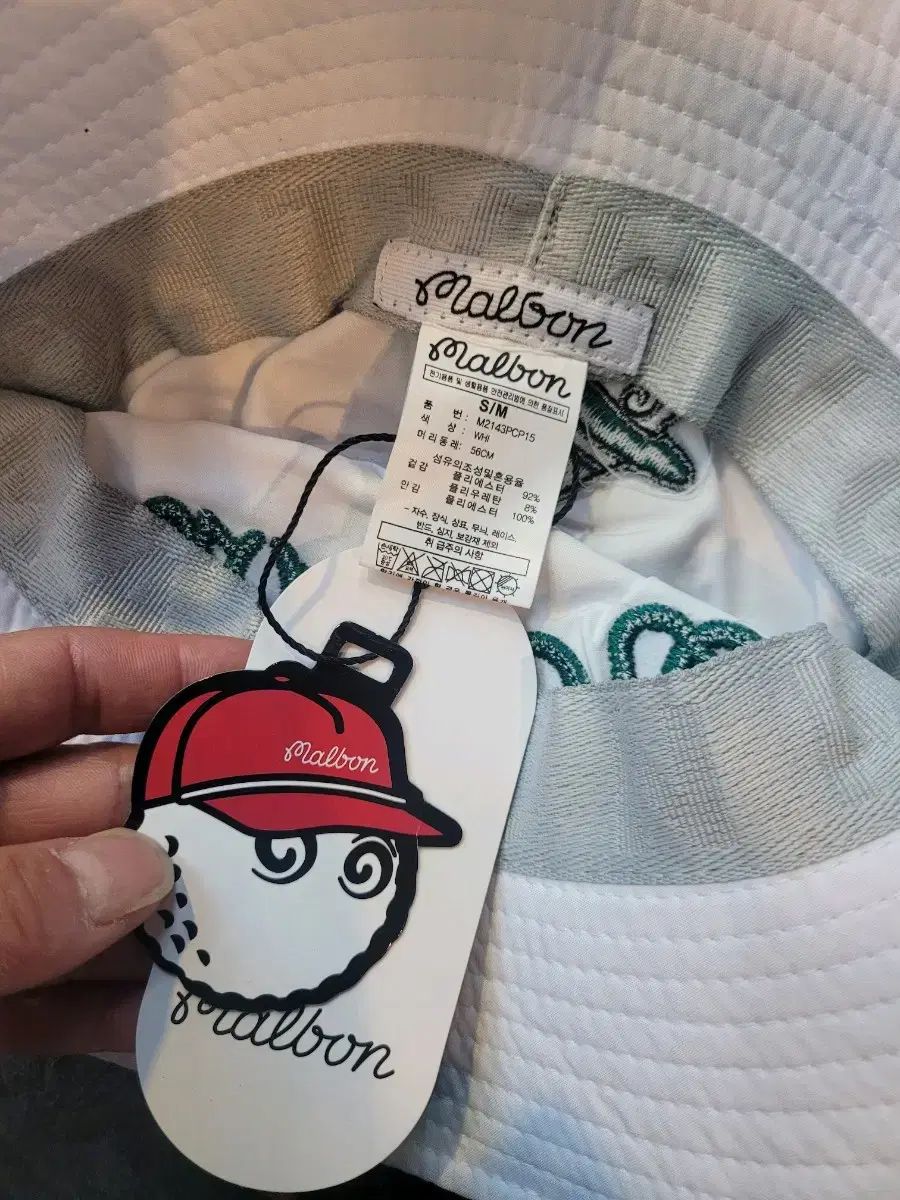 malbon
malbon
전기용품 및 생활용품 안전관리법에 의한 품질표시
S/M
품 번 : M2143PCP15
색 상 : WHI
머리둘레: 56CM
섬유의조성및혼용율
겉감 폴리에스터 92%
폴리우레탄 8%
안감 폴리에스터 100%
- 자수, 장식, 상표, 무늬, 레이스,
밴드, 심지, 보강재 제외
취 급주의 사항
malbon
malbon